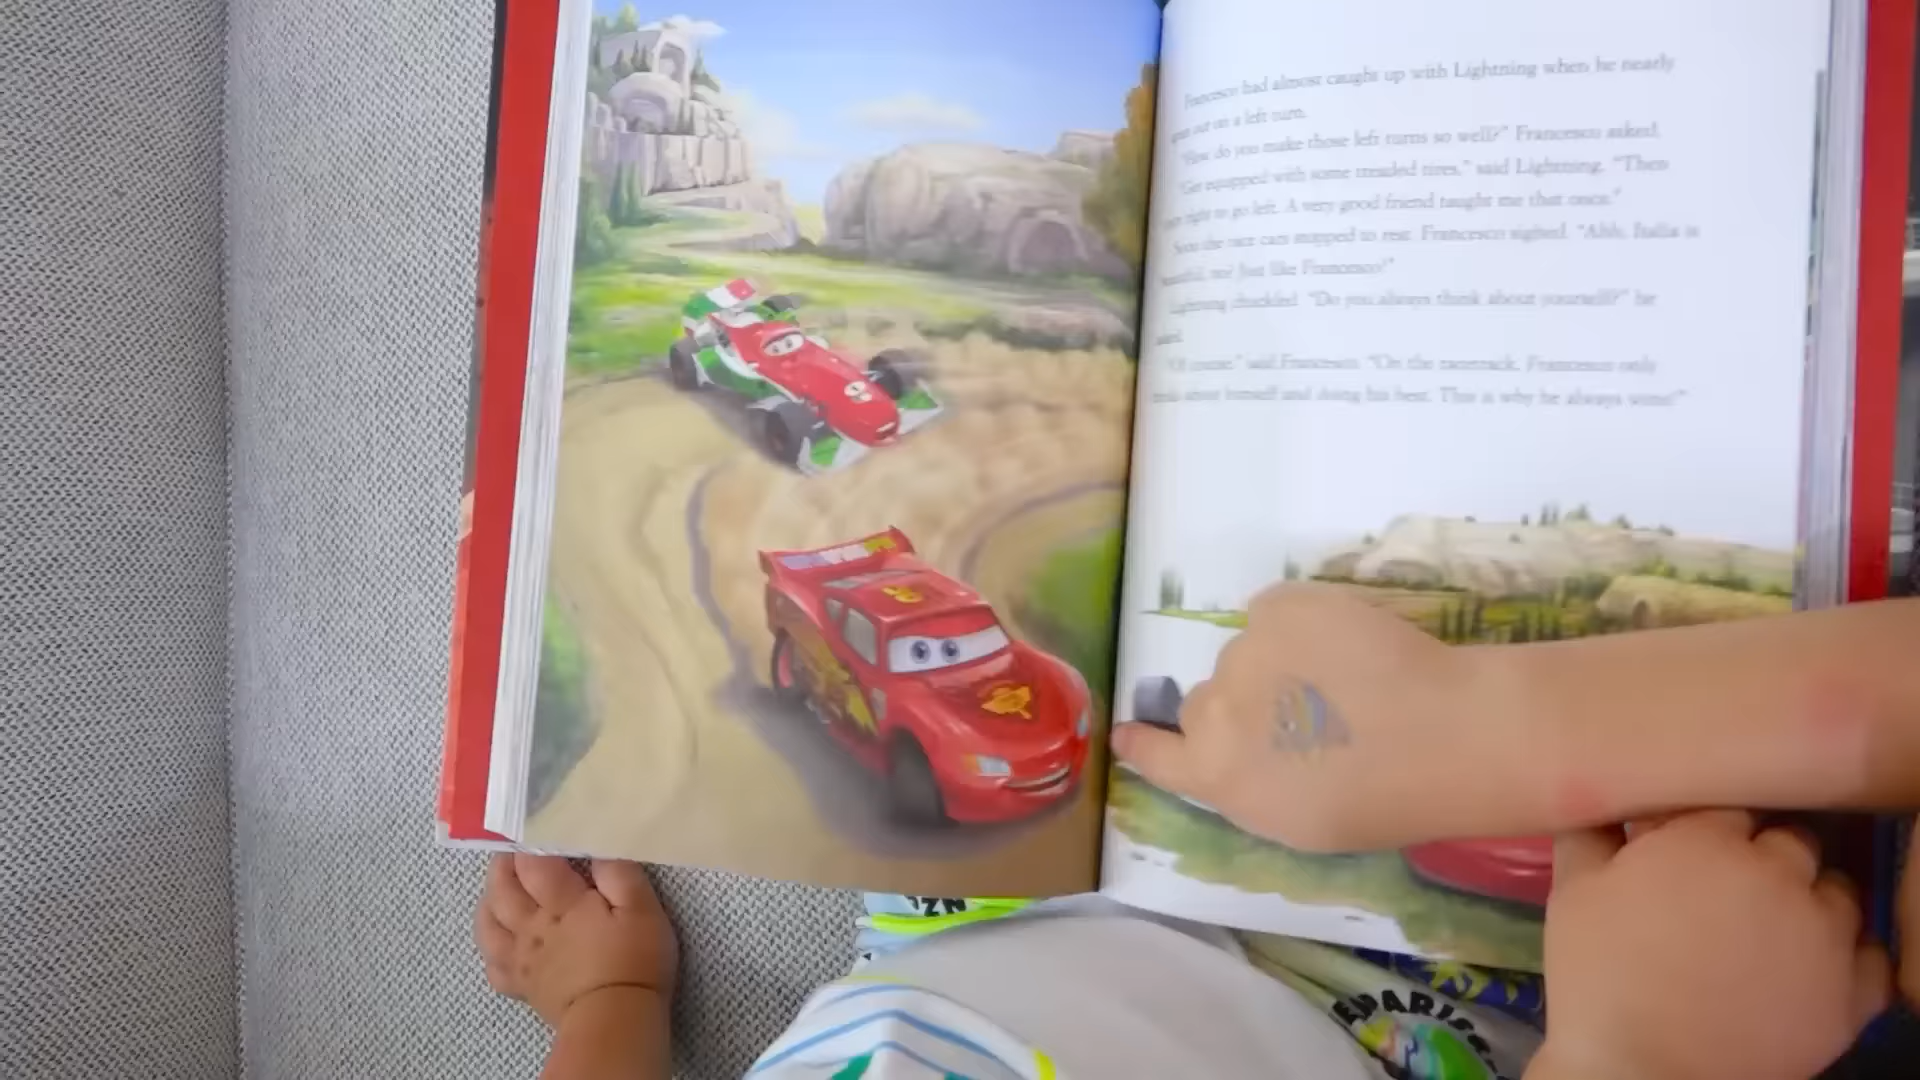 Francesco had almost caught up with Lightning when he nearly
spun out on a left turn.
"How do you make those left turns so well?" Francesco asked.
"Get equipped with some treaded tires," said Lightning. "Then
turn right to go left. A very good friend taught me that once."
Soon the race cars stopped to rest. Francesco sighed. "Ahh, Italia is
beautiful, no? Just like Francesco!"
Lightning chuckled. "Do you always think about yourself?" he
asked.
"Of course," said Francesco. "On the racetrack, Francesco only
thinks about himself and doing his best. This is why he always wins!"